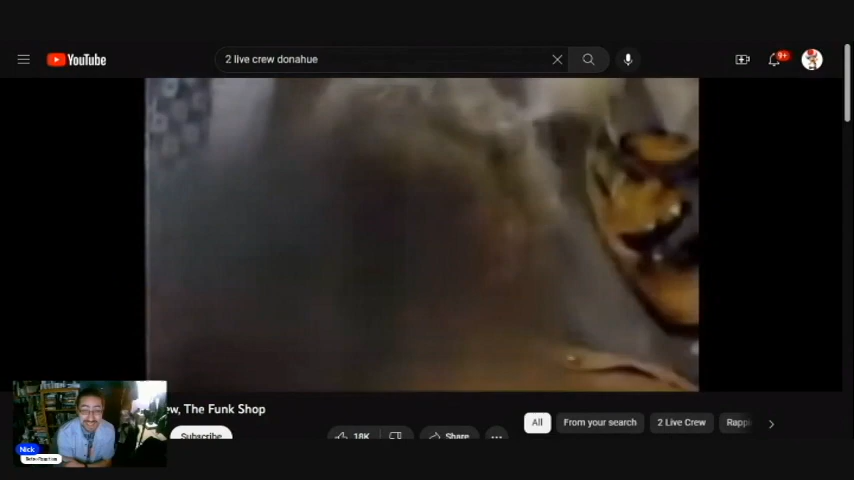 YouTube
2 live crew donahue
9+
ew, The Funk Shop
Subscribe
18K
Share
All
From your search
2 Live Crew
Rappe
Nick